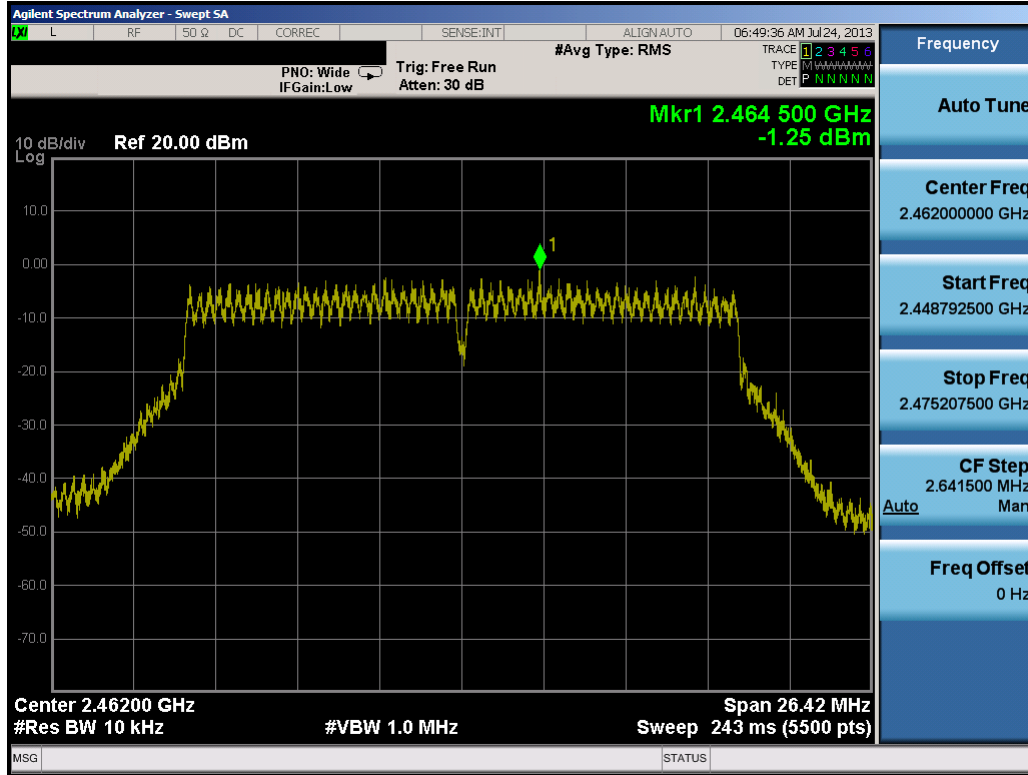 Agilent Spectrum Analyzer - Swept SA
LXI L RF 50 Ω DC CORREC SENSE:INT ALIGN AUTO 06:49:36 AM Jul 24, 2013
#Avg Type: RMS TRACE 1 2 3 4 5 6
PNO: Wide Trig: Free Run TYPE M
IFGain:Low Atten: 30 dB DET P N N N N N
Mkr1 2.464 500 GHz
-1.25 dBm
10 dB/div Ref 20.00 dBm
Log
1
10.0
0.00
-10.0
-20.0
-30.0
-40.0
-50.0
-60.0
-70.0
Center 2.46200 GHz Span 26.42 MHz
#Res BW 10 kHz #VBW 1.0 MHz Sweep 243 ms (5500 pts)
MSG STATUS
Frequency
Auto Tune
Center Freq
2.462000000 GHz
Start Freq
2.448792500 GHz
Stop Freq
2.475207500 GHz
CF Step
2.641500 MHz
Auto Man
Freq Offset
0 Hz